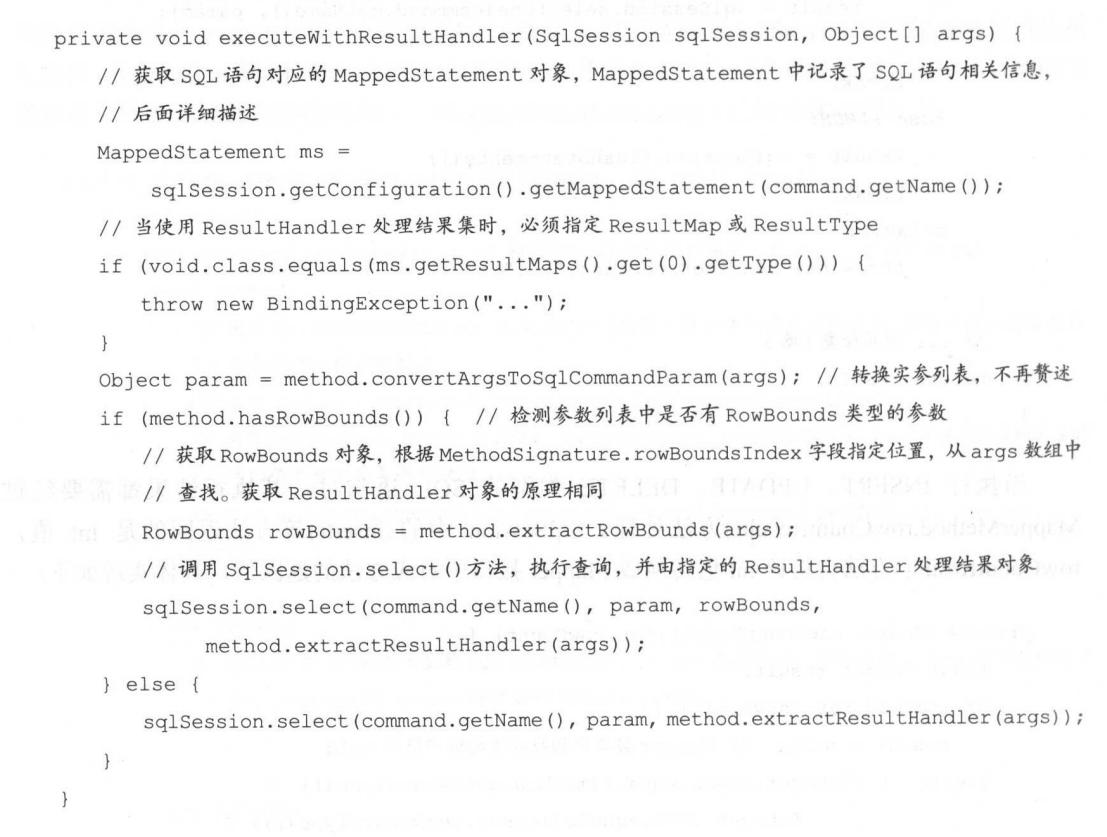 private void executeWithResultHandler(SqlSession sqlSession, Object[] args) {
// 获取 SQL 语句对应的 MappedStatement 对象，MappedStatement 中记录了 SQL 语句相关信息，
// 后面详细描述
MappedStatement ms =
sqlSession.getConfiguration().getMappedStatement(command.getName());
// 当使用 ResultHandler 处理结果集时，必须指定 ResultMap 或 ResultType
if (void.class.equals(ms.getResultMaps().get(0).getType())) {
throw new BindingException("...");
}
Object param = method.convertArgsToSqlCommandParam(args); // 转换实参列表，不再赘述
if (method.hasRowBounds()) { // 检测参数列表中是否有 RowBounds 类型的参数
// 获取 RowBounds 对象，根据 MethodSignature.rowBoundsIndex 字段指定位置，从 args 数组中
// 查找。获取 ResultHandler 对象的原理相同
RowBounds rowBounds = method.extractRowBounds(args);
// 调用 SqlSession.select()方法，执行查询，并由指定的 ResultHandler 处理结果对象
sqlSession.select(command.getName(), param, rowBounds,
method.extractResultHandler(args));
} else {
sqlSession.select(command.getName(), param, method.extractResultHandler(args));
}
}